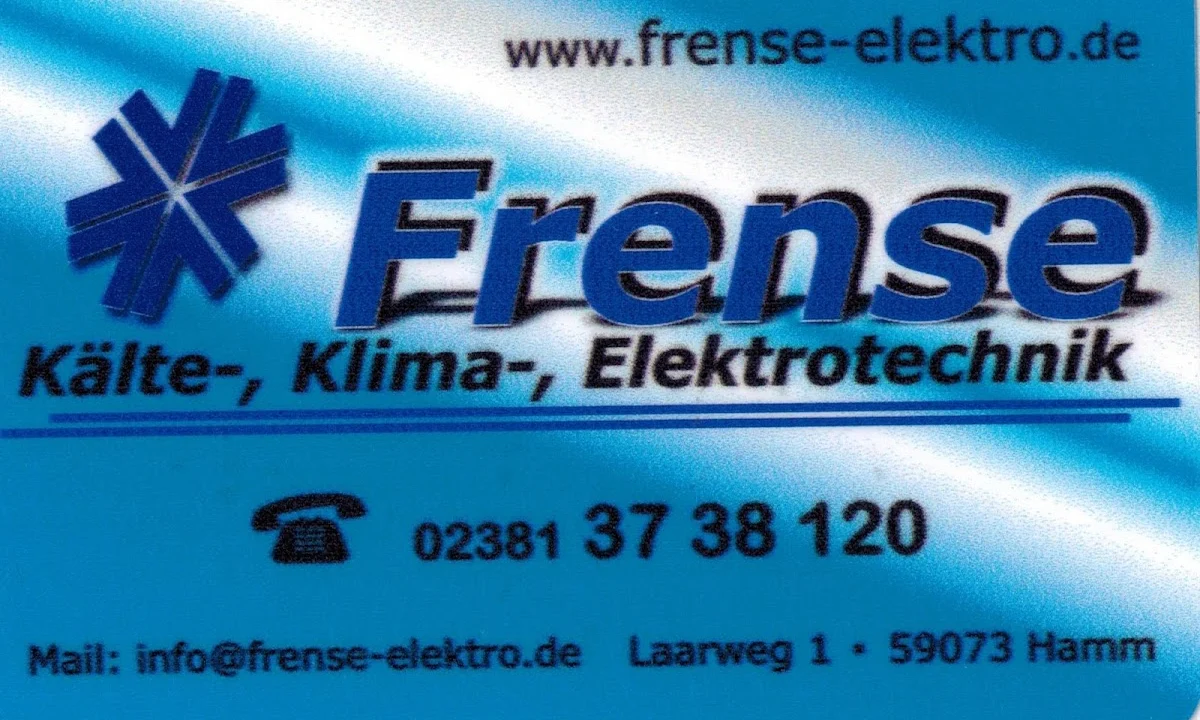 www.frense-elektro.de
Frense
Kälte-, Klima-, Elektrotechnik
02381 37 38 120
Mail: info@frense-elektro.de Laarweg 1 • 59073 Hamm